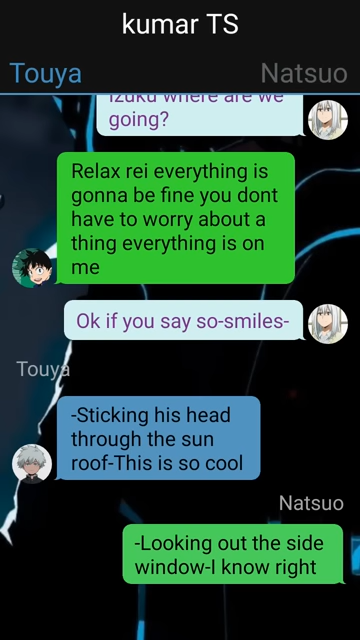 kumar TS
Touya
Natsuo
Izuku where are we
going?
Relax rei everything is
gonna be fine you dont
have to worry about a
thing everything is on
me
Ok if you say so-smiles-
Touya
-Sticking his head
through the sun
roof-This is so cool
Natsuo
-Looking out the side
window-I know right